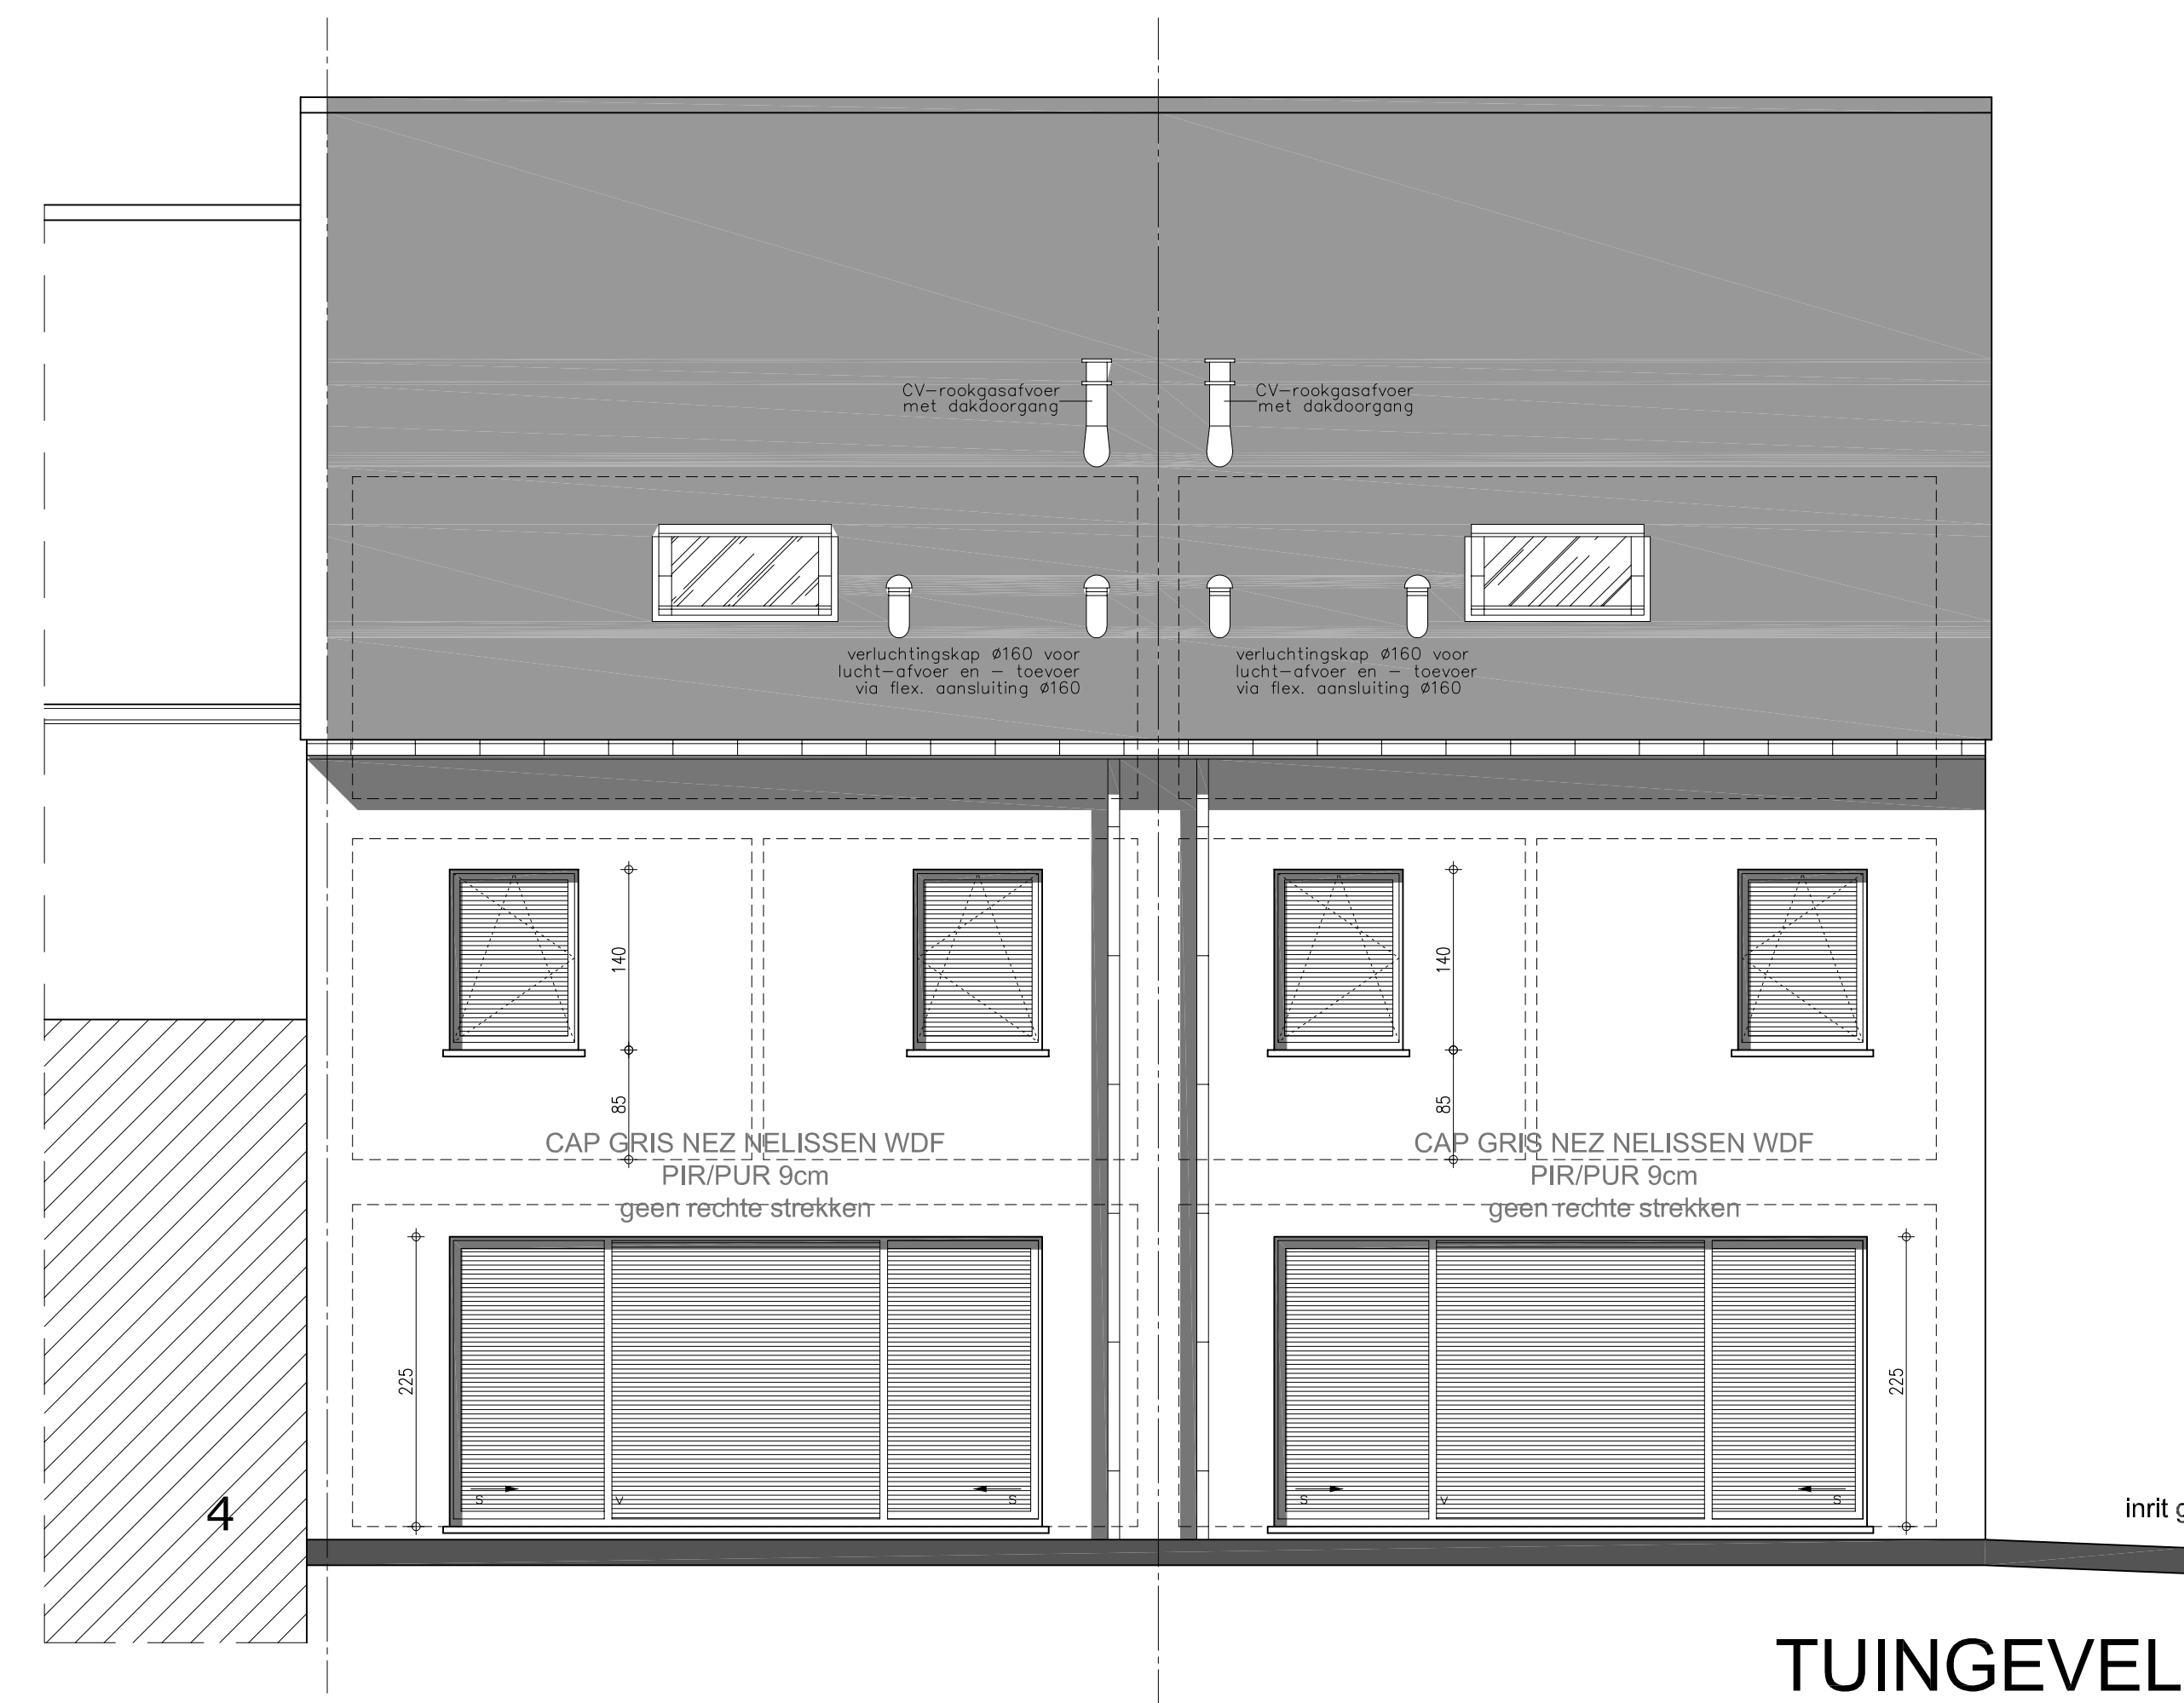 CV-rookgasafvoer
met dakdoorgang
CV-rookgasafvoer
met dakdoorgang
verluchtingskap Ø160 voor
lucht-afvoer en - toevoer
via flex. aansluiting Ø160
verluchtingskap Ø160 voor
lucht-afvoer en - toevoer
via flex. aansluiting Ø160
140
140
85
85
CAP GRIS NEZ NELISSEN WDF
PIR/PUR 9cm
geen rechte strekken
CAP GRIS NEZ NELISSEN WDF
PIR/PUR 9cm
geen rechte strekken
225
225
S
V
S
S
V
S
4
inrit g
TUINGEVEL